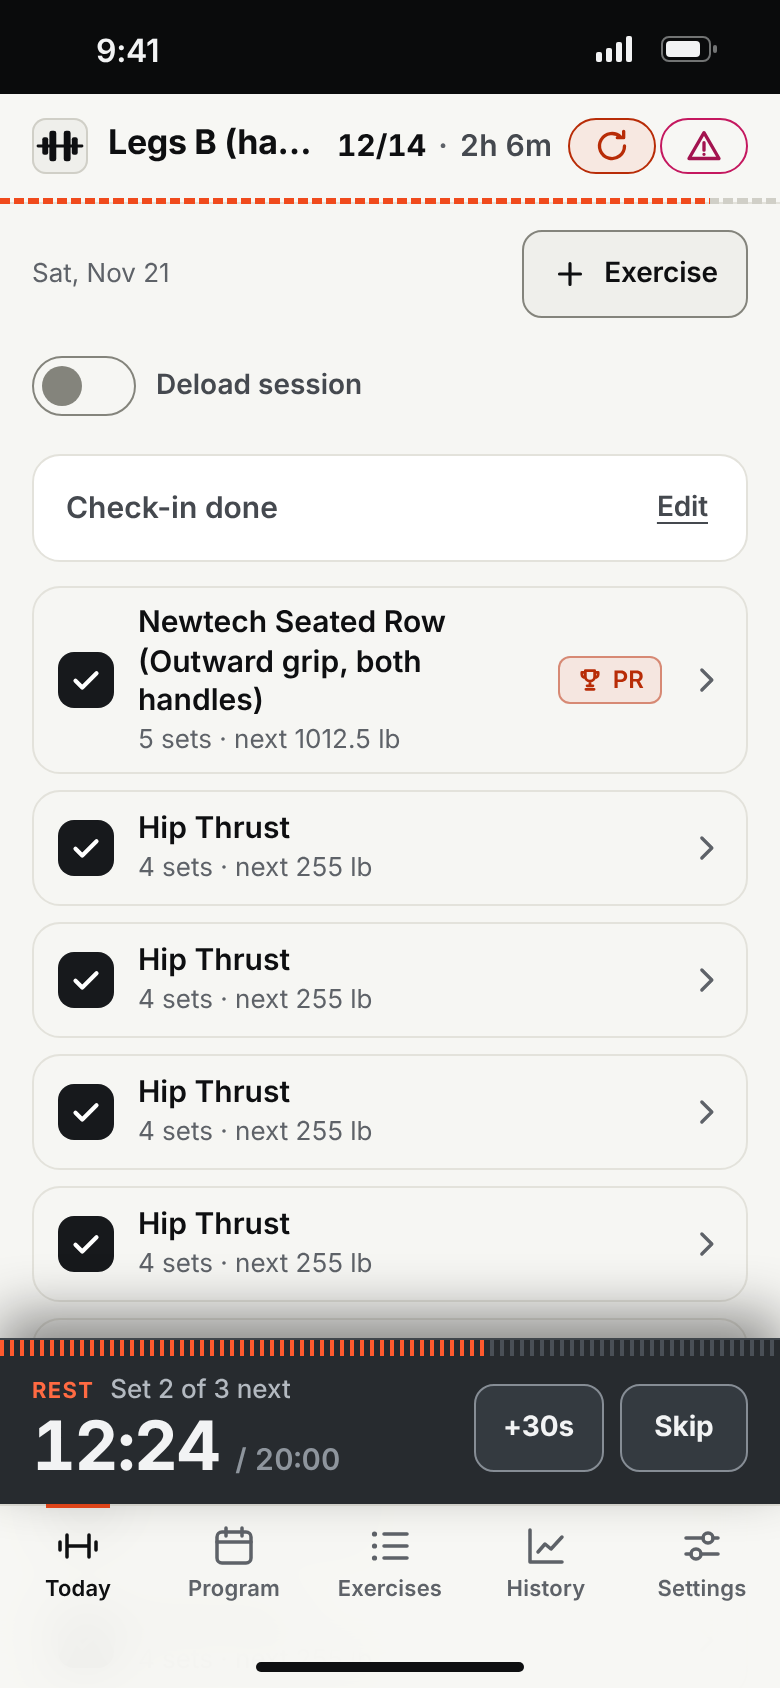 9:41
Legs B (ha... 12/14 · 2h 6m
Sat, Nov 21
Exercise
Deload session
Check-in done
Edit
Newtech Seated Row
(Outward grip, both
handles)
5 sets · next 1012.5 lb
PR
Hip Thrust
4 sets · next 255 lb
Hip Thrust
4 sets · next 255 lb
Hip Thrust
4 sets · next 255 lb
Hip Thrust
4 sets · next 255 lb
REST Set 2 of 3 next
12:24 / 20:00
+30s
Skip
Today
Program
Exercises
History
Settings